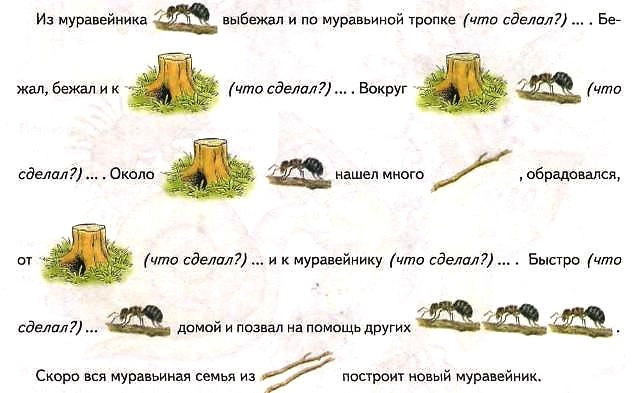 Из муравейника выбежал и по муравьиной тропке (что сделал?) ... . Бе-
жал, бежал и к (что сделал?) ... . Вокруг (что
сделал?) ... . Около нашел много , обрадовался,
от (что сделал?) ... и к муравейнику (что сделал?) ... . Быстро (что
сделал?) ... домой и позвал на помощь других .
Скоро вся муравьиная семья из построит новый муравейник.